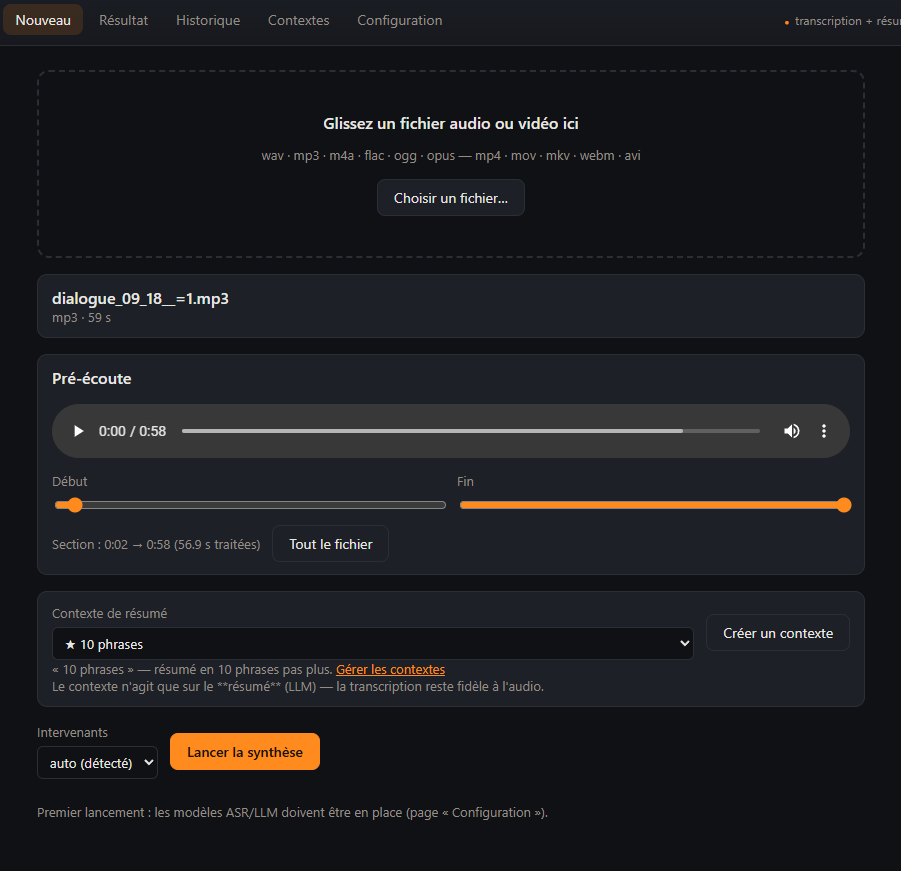 Nouveau Résultat Historique Contextes Configuration • transcription + résu
Glissez un fichier audio ou vidéo ici
wav · mp3 · m4a · flac · ogg · opus — mp4 · mov · mkv · webm · avi
Choisir un fichier...
dialogue_09_18__=1.mp3
mp3 · 59 s
Pré-écoute
0:00 / 0:58
Début Fin
Section : 0:02 → 0:58 (56.9 s traitées) Tout le fichier
Contexte de résumé
★ 10 phrases Créer un contexte
« 10 phrases » — résumé en 10 phrases pas plus. Gérer les contextes
Le contexte n'agit que sur le **résumé** (LLM) — la transcription reste fidèle à l'audio.
Intervenants
auto (détecté) Lancer la synthèse
Premier lancement : les modèles ASR/LLM doivent être en place (page « Configuration »).